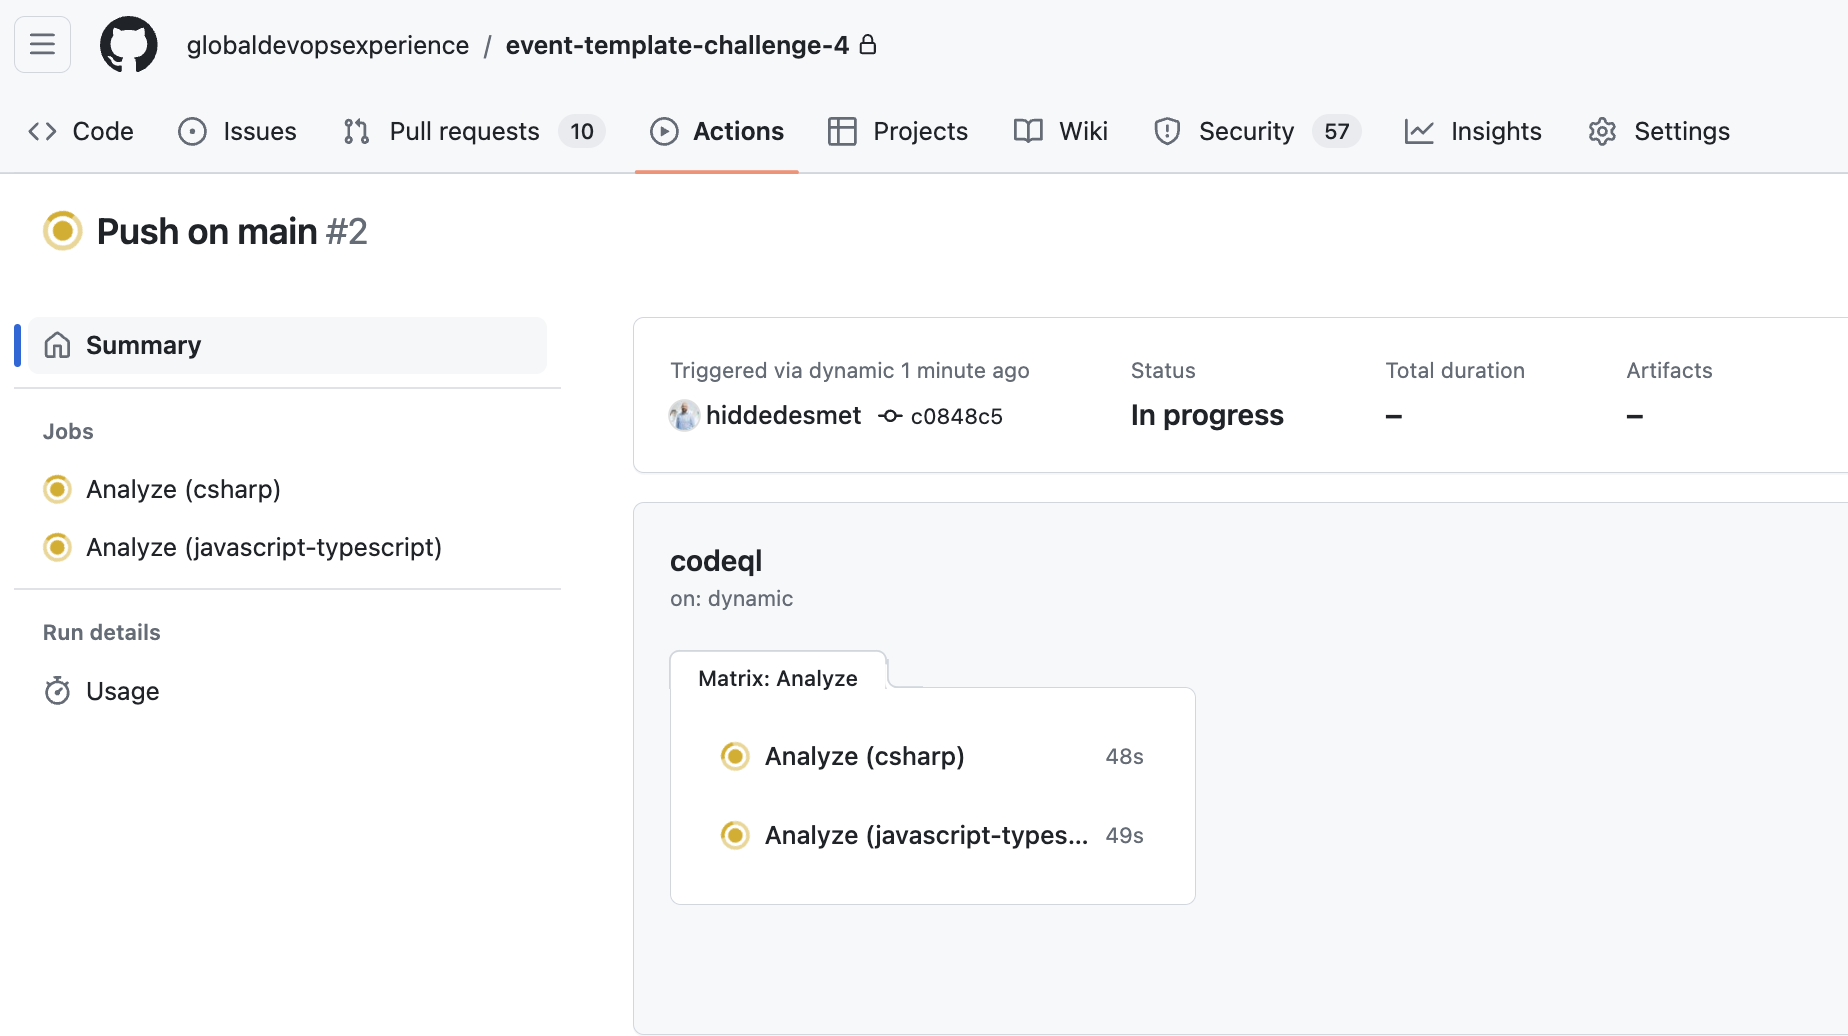 globaldevopsexperience / event-template-challenge-4
Code Issues Pull requests 10 Actions Projects Wiki Security 57 Insights Settings
Push on main #2
Summary
Jobs
Analyze (csharp)
Analyze (javascript-typescript)
Run details
Usage
Triggered via dynamic 1 minute ago
hiddedesmet c0848c5
Status
In progress
Total duration
–
Artifacts
–
codeql
on: dynamic
Matrix: Analyze
Analyze (csharp) 48s
Analyze (javascript-types... 49s